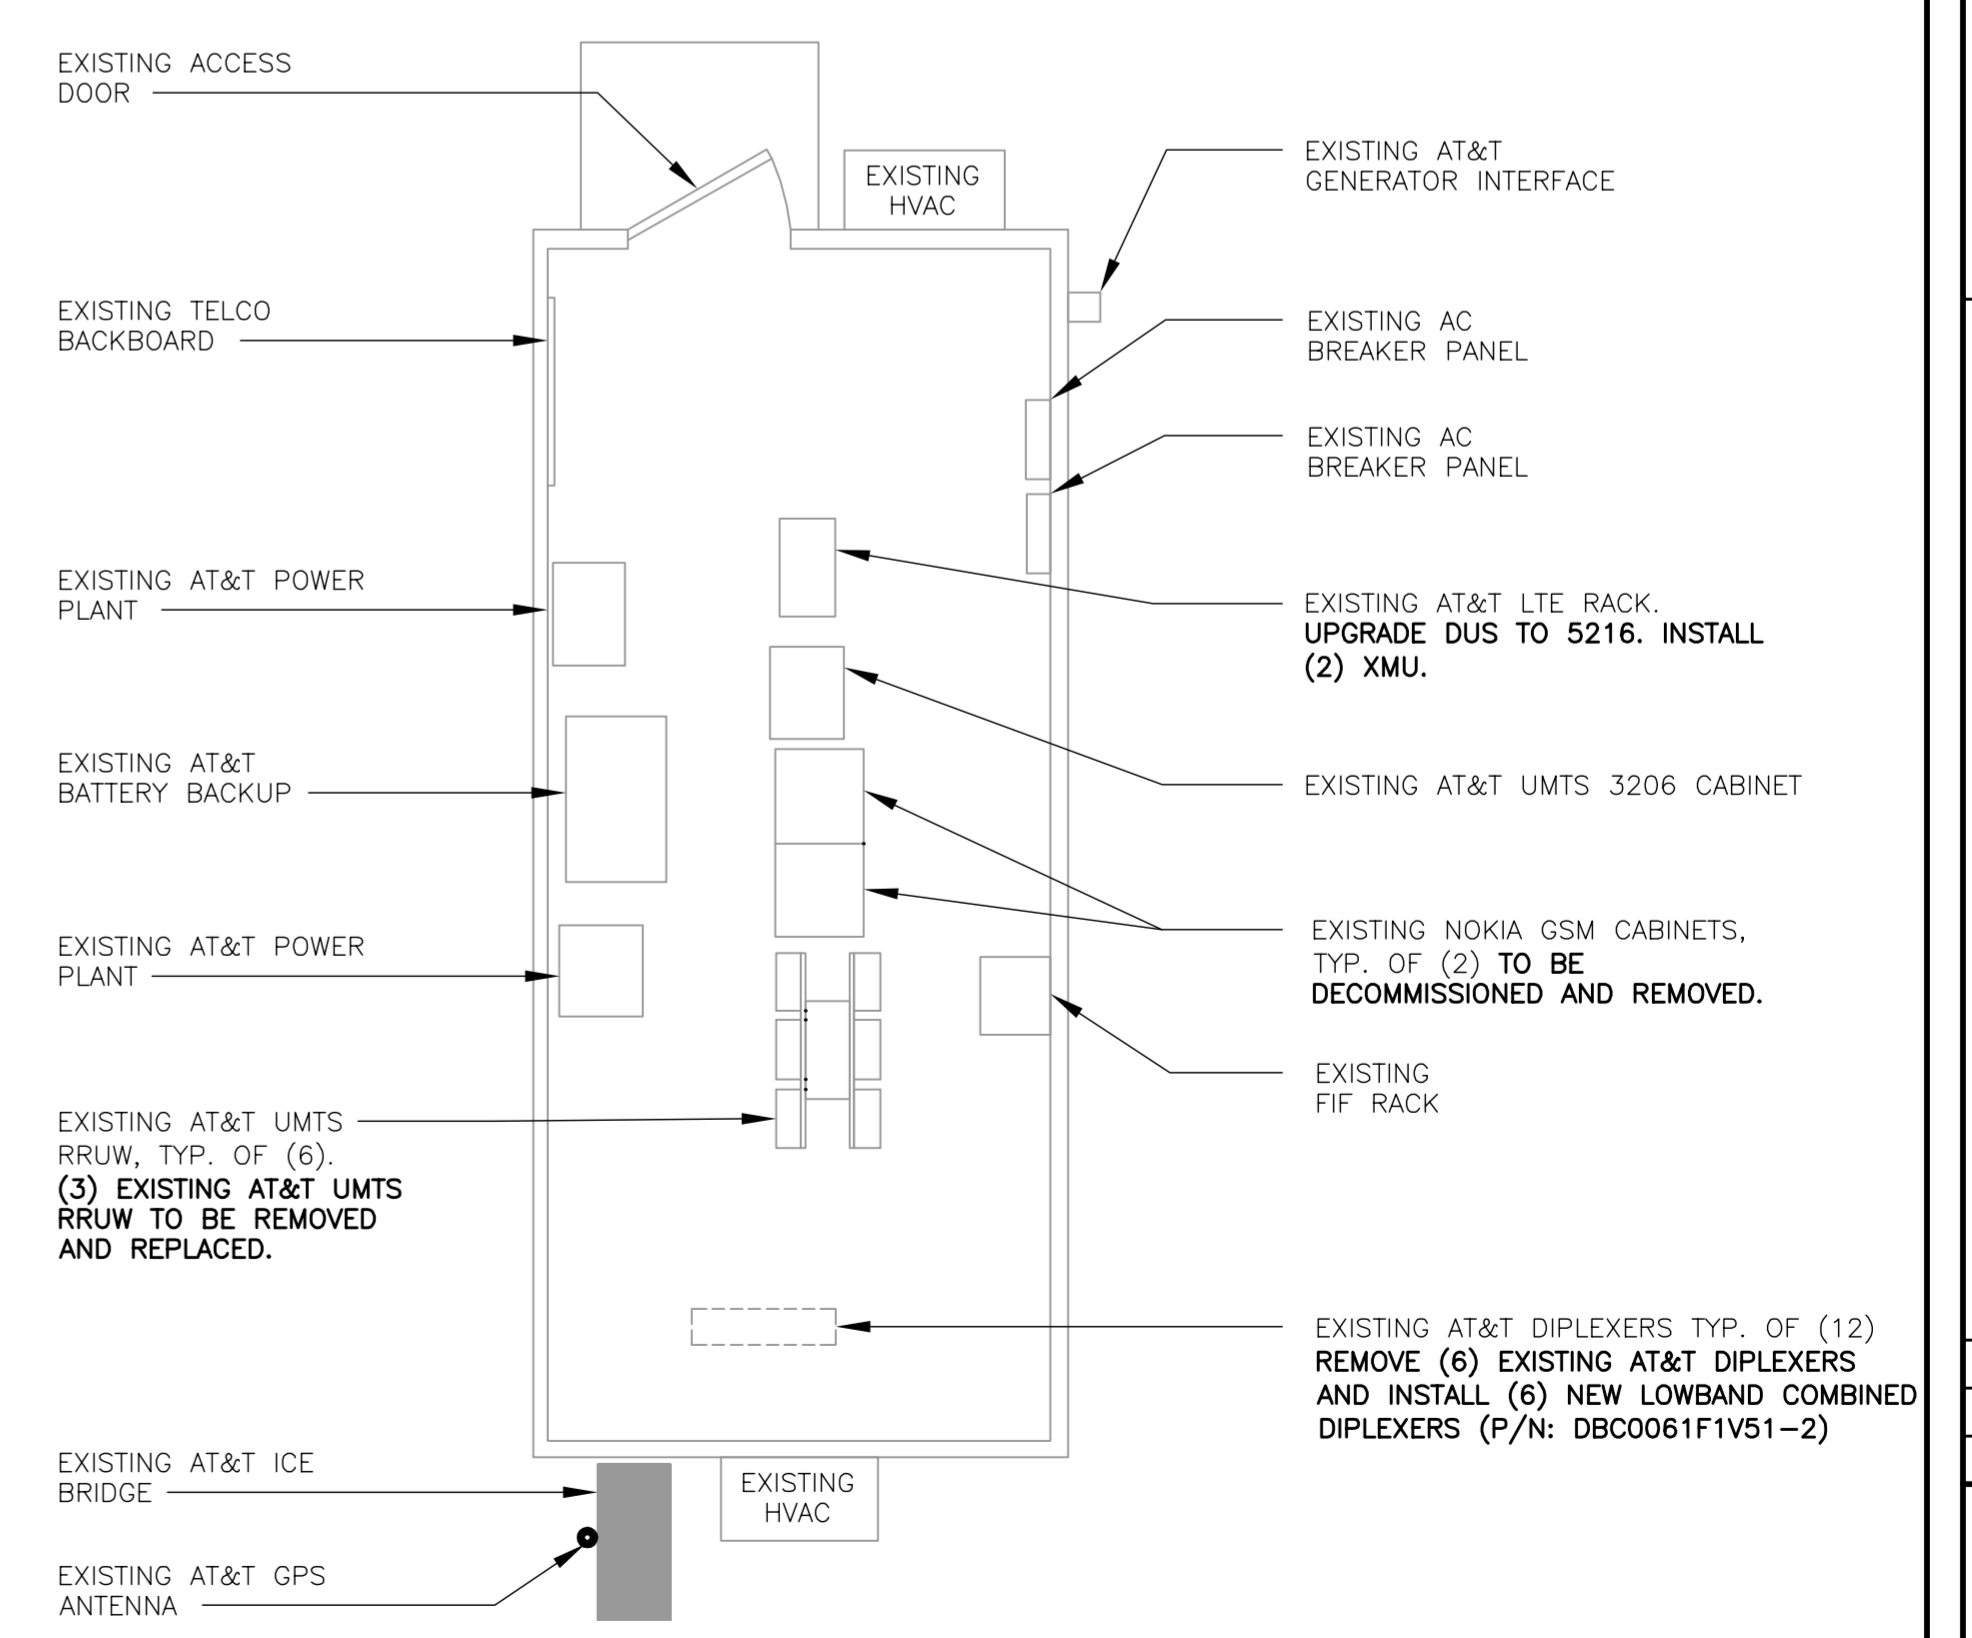 EXISTING ACCESS
DOOR
EXISTING
HVAC
EXISTING AT&T
GENERATOR INTERFACE
EXISTING TELCO
BACKBOARD
EXISTING AC
BREAKER PANEL
EXISTING AC
BREAKER PANEL
EXISTING AT&T POWER
PLANT
EXISTING AT&T LTE RACK.
UPGRADE DUS TO 5216. INSTALL
(2) XMU.
EXISTING AT&T
BATTERY BACKUP
EXISTING AT&T UMTS 3206 CABINET
EXISTING AT&T POWER
PLANT
EXISTING NOKIA GSM CABINETS,
TYP. OF (2) TO BE
DECOMMISSIONED AND REMOVED.
EXISTING
FIF RACK
EXISTING AT&T UMTS
RRUW, TYP. OF (6).
(3) EXISTING AT&T UMTS
RRUW TO BE REMOVED
AND REPLACED.
EXISTING AT&T DIPLEXERS TYP. OF (12)
REMOVE (6) EXISTING AT&T DIPLEXERS
AND INSTALL (6) NEW LOWBAND COMBINED
DIPLEXERS (P/N: DBC0061F1V51-2)
EXISTING AT&T ICE
BRIDGE
EXISTING
HVAC
EXISTING AT&T GPS
ANTENNA